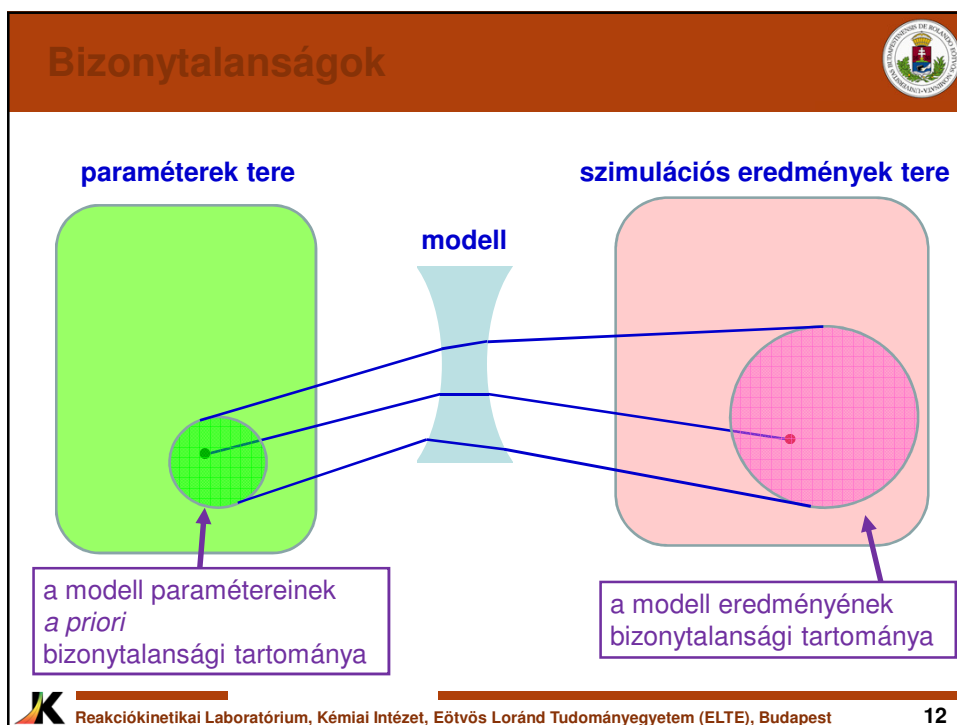 Bizonytalanságok
paraméterek tere
szimulációs eredmények tere
modell
a modell paramétereinek
a priori
bizonytalansági tartománya
a modell eredményének
bizonytalansági tartománya
Reakciókinetikai Laboratórium, Kémiai Intézet, Eötvös Loránd Tudományegyetem (ELTE), Budapest
12